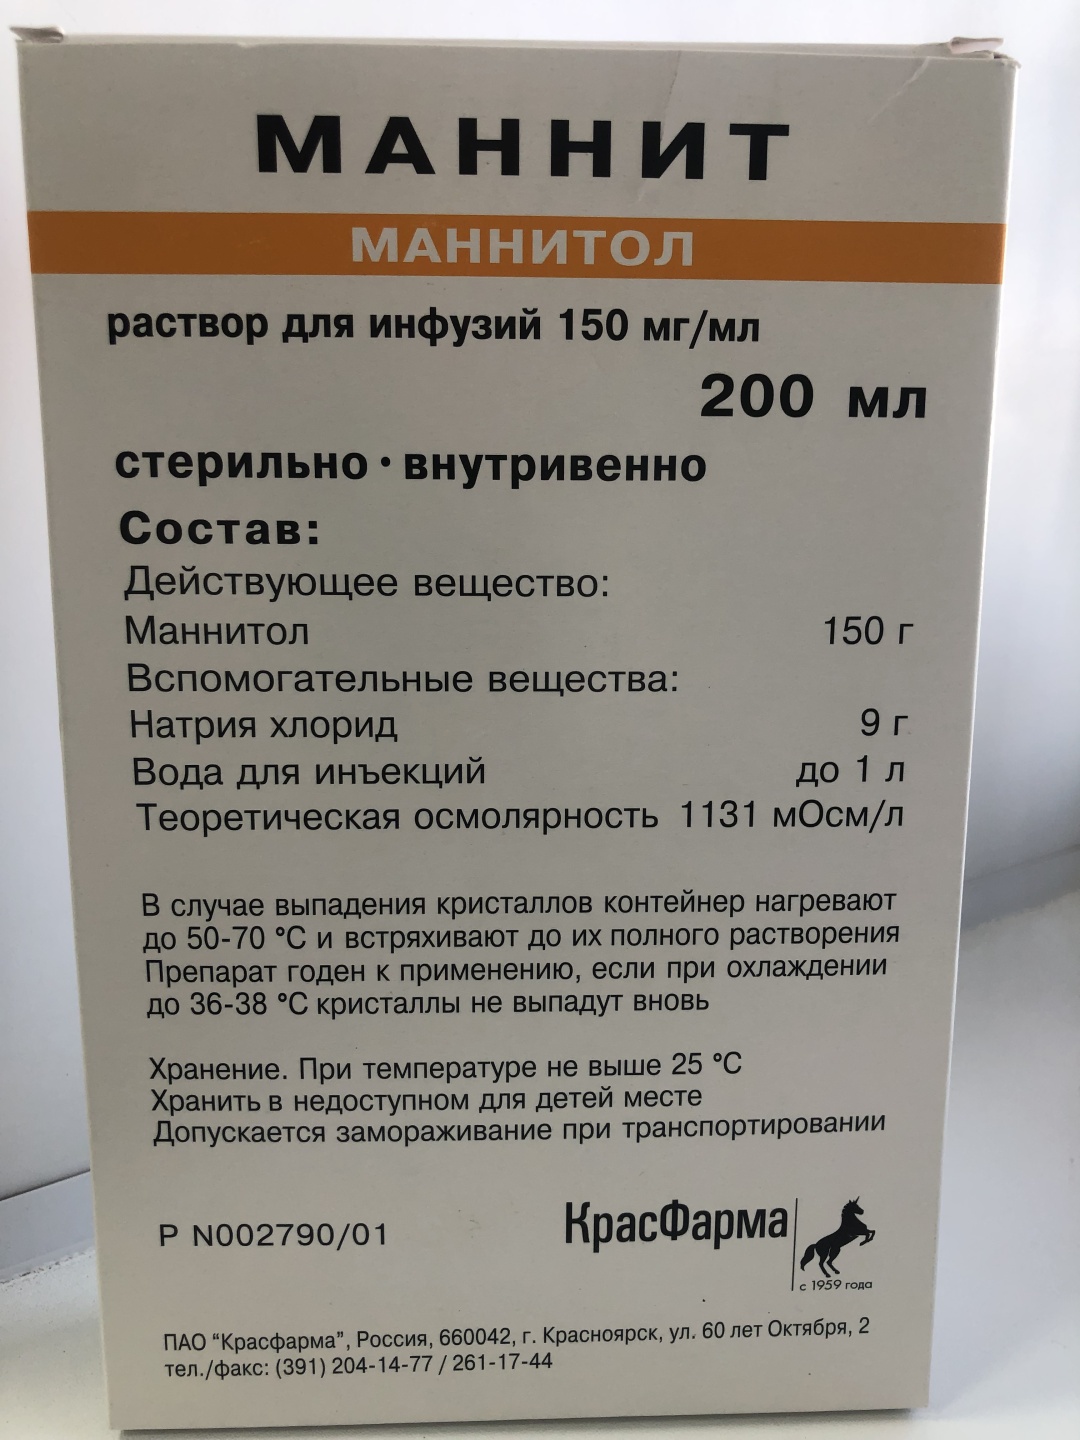 МАННИТ
МАННИТОЛ
раствор для инфузий 150 мг/мл
200 мл
стерильно · внутривенно
Состав:
Действующее вещество:
Маннитол 150 г
Вспомогательные вещества:
Натрия хлорид 9 г
Вода для инъекций до 1 л
Теоретическая осмолярность 1131 мОсм/л
В случае выпадения кристаллов контейнер нагревают
до 50-70 °С и встряхивают до их полного растворения
Препарат годен к применению, если при охлаждении
до 36-38 °С кристаллы не выпадут вновь
Хранение. При температуре не выше 25 °С
Хранить в недоступном для детей месте
Допускается замораживание при транспортировании
Р N002790/01
КрасФарма
с 1959 года
ПАО “Красфарма”, Россия, 660042, г. Красноярск, ул. 60 лет Октября, 2
тел./факс: (391) 204-14-77 / 261-17-44